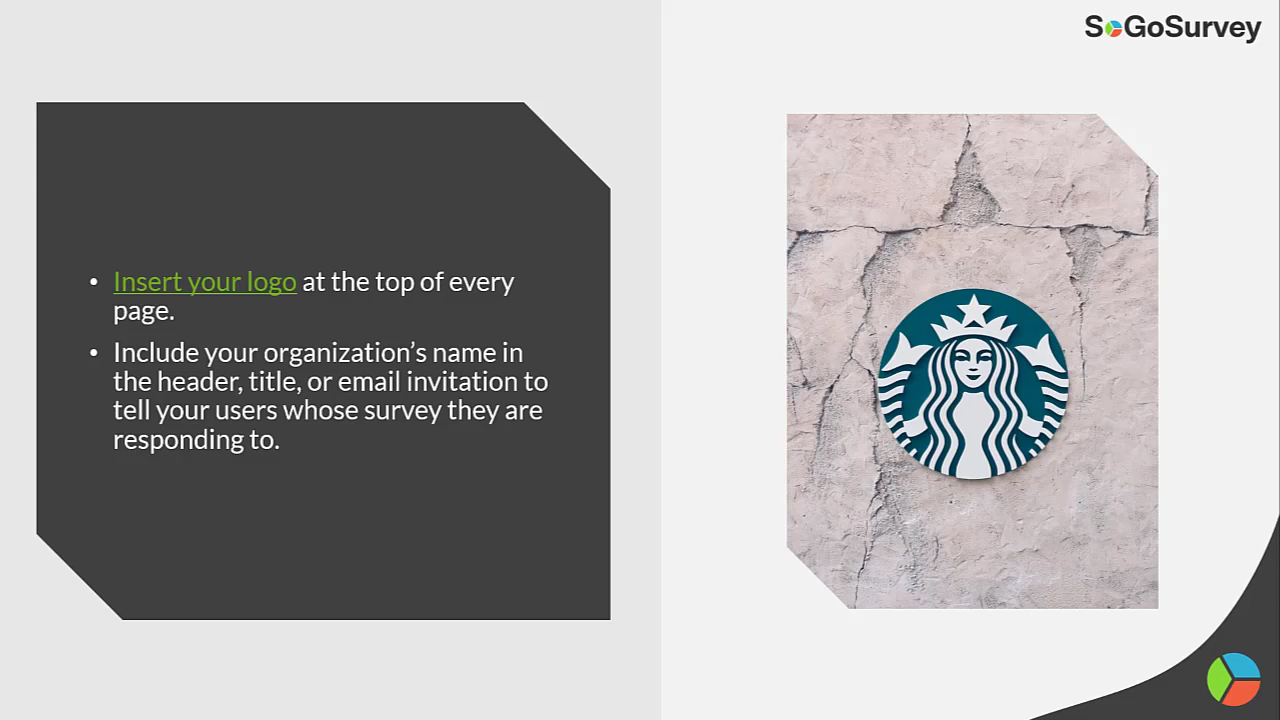 SoGoSurvey
• Insert your logo at the top of every
page.
• Include your organization’s name in
the header, title, or email invitation to
tell your users whose survey they are
responding to.